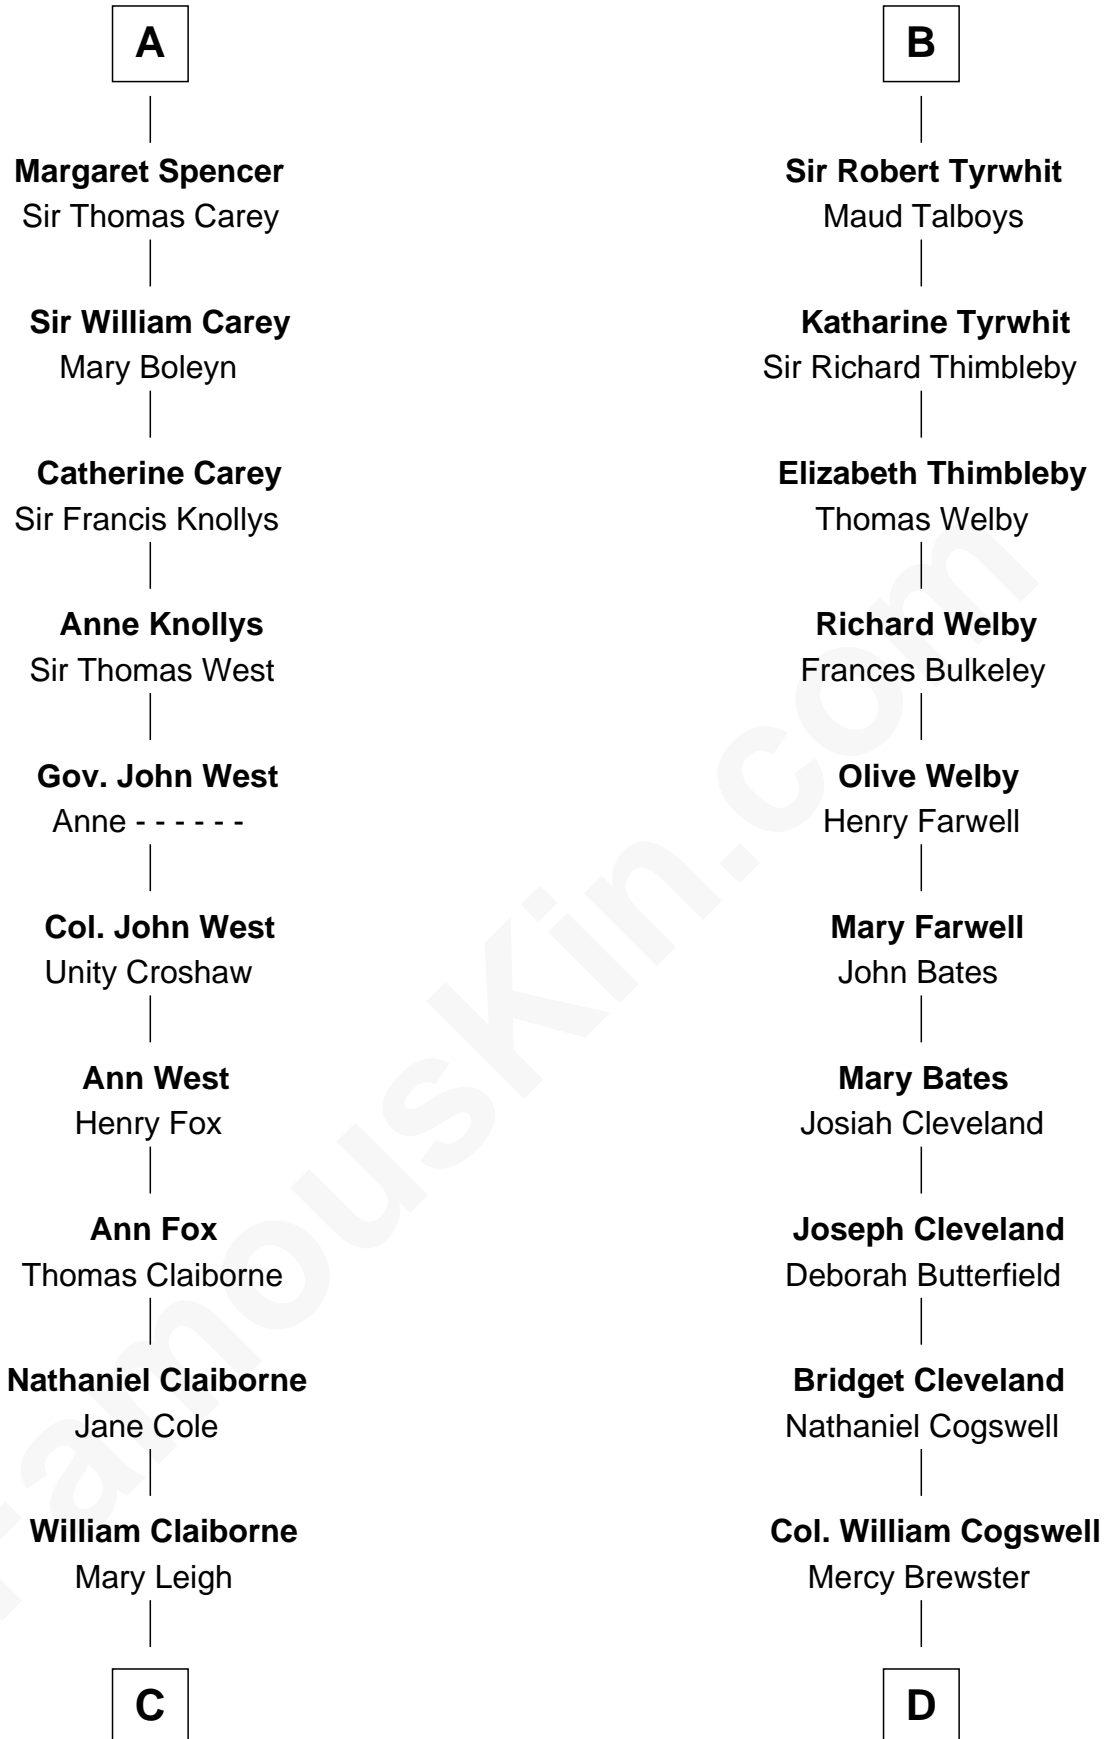 A
Margaret Spencer
Sir Thomas Carey
Sir William Carey
Mary Boleyn
Catherine Carey
Sir Francis Knollys
Anne Knollys
Sir Thomas West
Gov. John West
Anne - - - - - -
Col. John West
Unity Croshaw
Ann West
Henry Fox
Ann Fox
Thomas Claiborne
Nathaniel Claiborne
Jane Cole
William Claiborne
Mary Leigh
C
B
Sir Robert Tyrwhit
Maud Talboys
Katharine Tyrwhit
Sir Richard Thimbleby
Elizabeth Thimbleby
Thomas Welby
Richard Welby
Frances Bulkeley
Olive Welby
Henry Farwell
Mary Farwell
John Bates
Mary Bates
Josiah Cleveland
Joseph Cleveland
Deborah Butterfield
Bridget Cleveland
Nathaniel Cogswell
Col. William Cogswell
Mercy Brewster
D
FamousKin.com